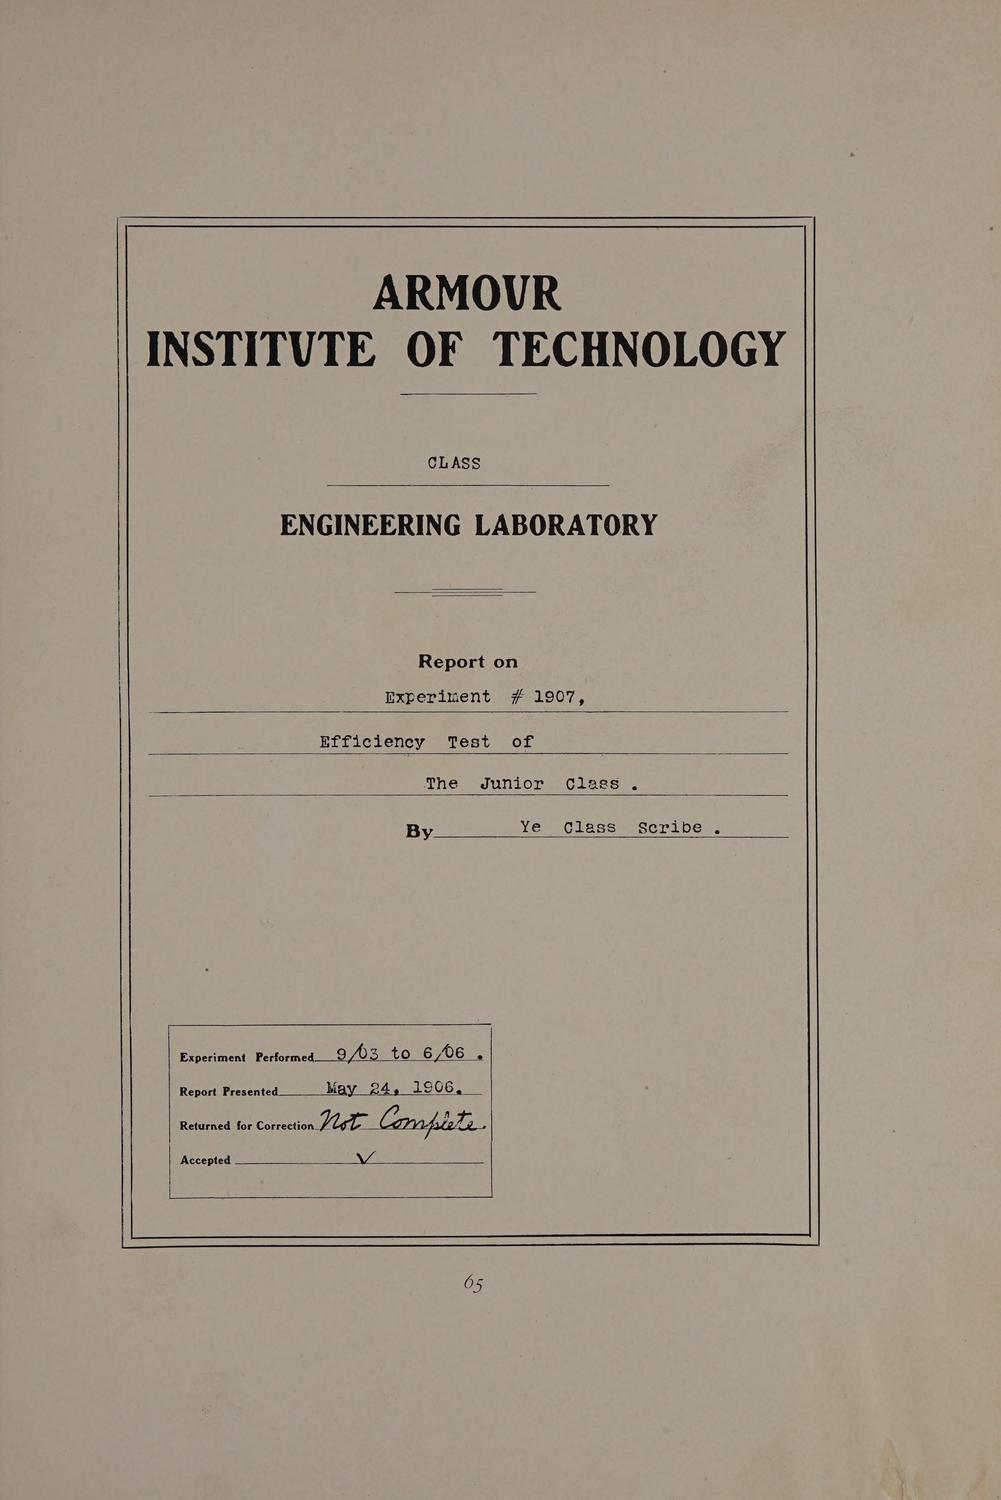 ARMOVR
INSTITVTE OF TECHNOLOGY
CLASS
ENGINEERING LABORATORY
Report on
Experiment # 1907,
Efficiency Test of
The Junior Class.
By Ye Class Scribe.
Experiment Performed 9/03 to 6/06.
Report Presented May 24, 1906.
Returned for Correction Not Complete.
Accepted ✓
65